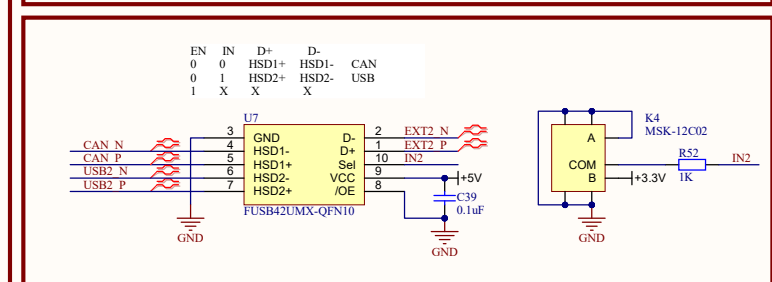 EN IN D+ D-
0 0 HSD1+ HSD1- CAN
0 1 HSD2+ HSD2- USB
1 X X X
U7
CAN_N 4 HSD1-
CAN_P 5 HSD1+
USB2_N 6 HSD2-
USB2_P 7 HSD2+
3 GND
D- 2 EXT2_N
D+ 1 EXT2_P
Sel 10 IN2
VCC 9 +5V
/OE 8
FUSB42UMX-QFN10
C39
0.1uF
GND
GND
K4
MSK-12C02
A
COM
B
+3.3V
R52
1K
IN2
GND